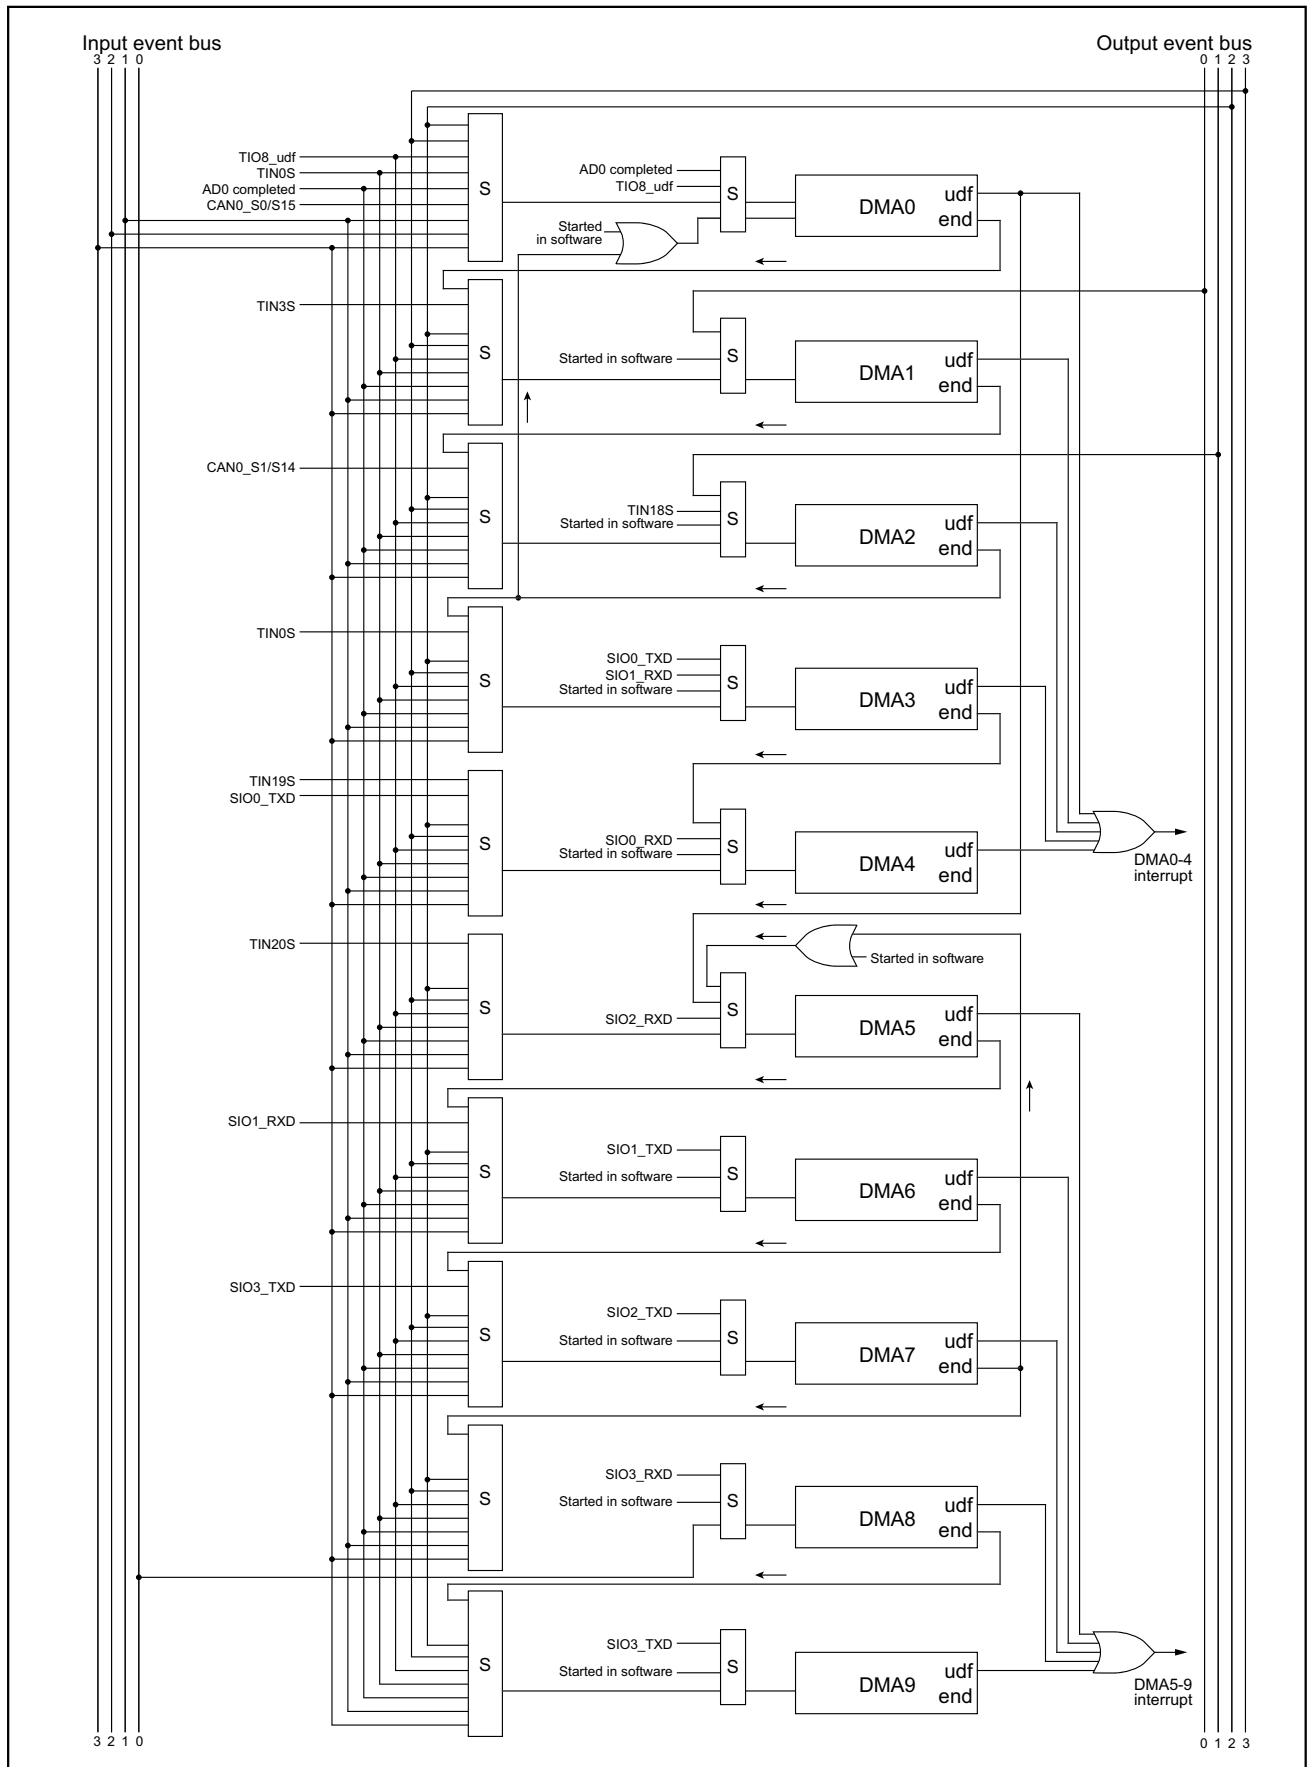 Input event bus
3 2 1 0
Output event bus
0 1 2 3
TIO8_udf
TIN0S
AD0 completed
CAN0_S0/S15
S
AD0 completed
TIO8_udf
S
Started
in software
DMA0
udf
end
TIN3S
S
Started in software
S
DMA1
udf
end
CAN0_S1/S14
S
TIN18S
Started in software
S
DMA2
udf
end
TIN0S
S
SIO0_TXD
SIO1_RXD
Started in software
S
DMA3
udf
end
TIN19S
SIO0_TXD
S
SIO0_RXD
Started in software
S
DMA4
udf
end
DMA0-4
interrupt
TIN20S
S
Started in software
SIO2_RXD
S
DMA5
udf
end
SIO1_RXD
S
SIO1_TXD
Started in software
S
DMA6
udf
end
SIO3_TXD
S
SIO2_TXD
Started in software
S
DMA7
udf
end
S
SIO3_RXD
Started in software
S
DMA8
udf
end
S
SIO3_TXD
Started in software
S
DMA9
udf
end
DMA5-9
interrupt
3 2 1 0
0 1 2 3